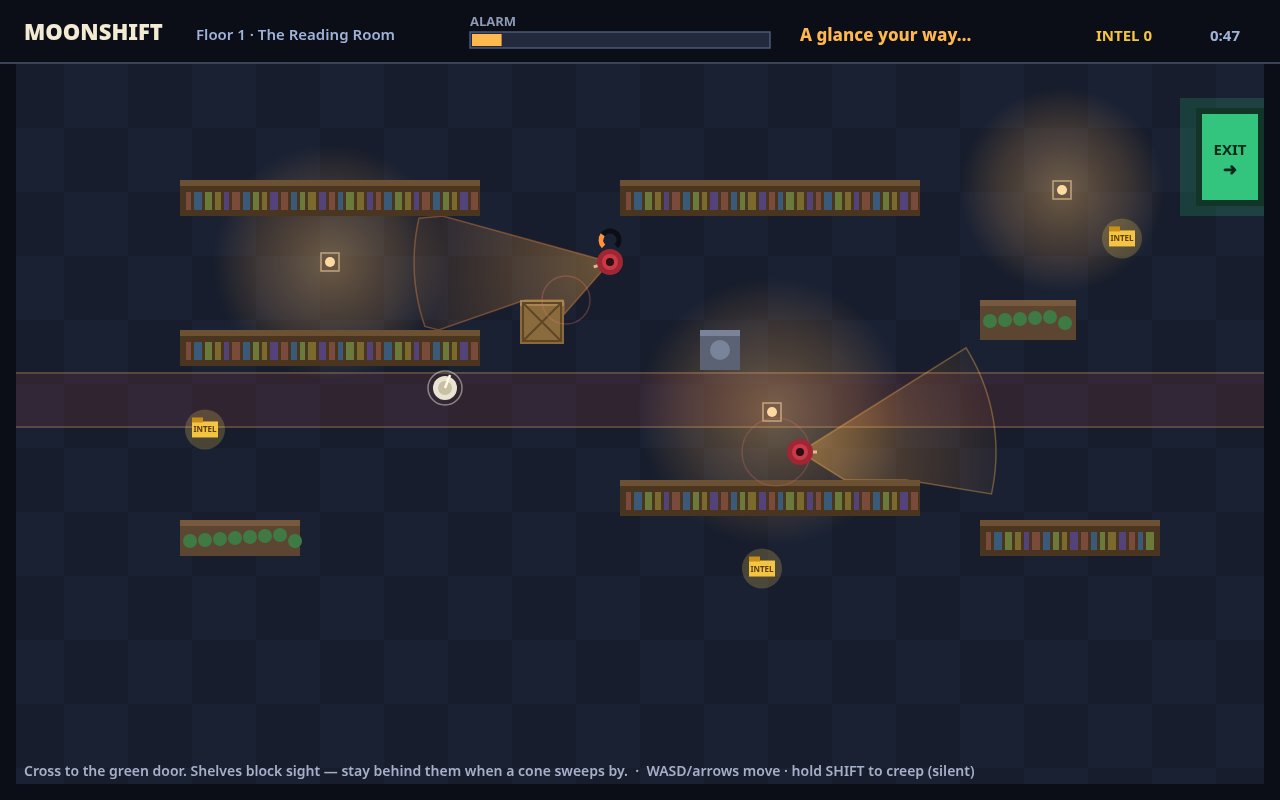 MOONSHIFT
Floor 1 · The Reading Room
ALARM
A glance your way...
INTEL 0
0:47
EXIT
➜
INTEL
INTEL
INTEL
Cross to the green door. Shelves block sight — stay behind them when a cone sweeps by. · WASD/arrows move · hold SHIFT to creep (silent)